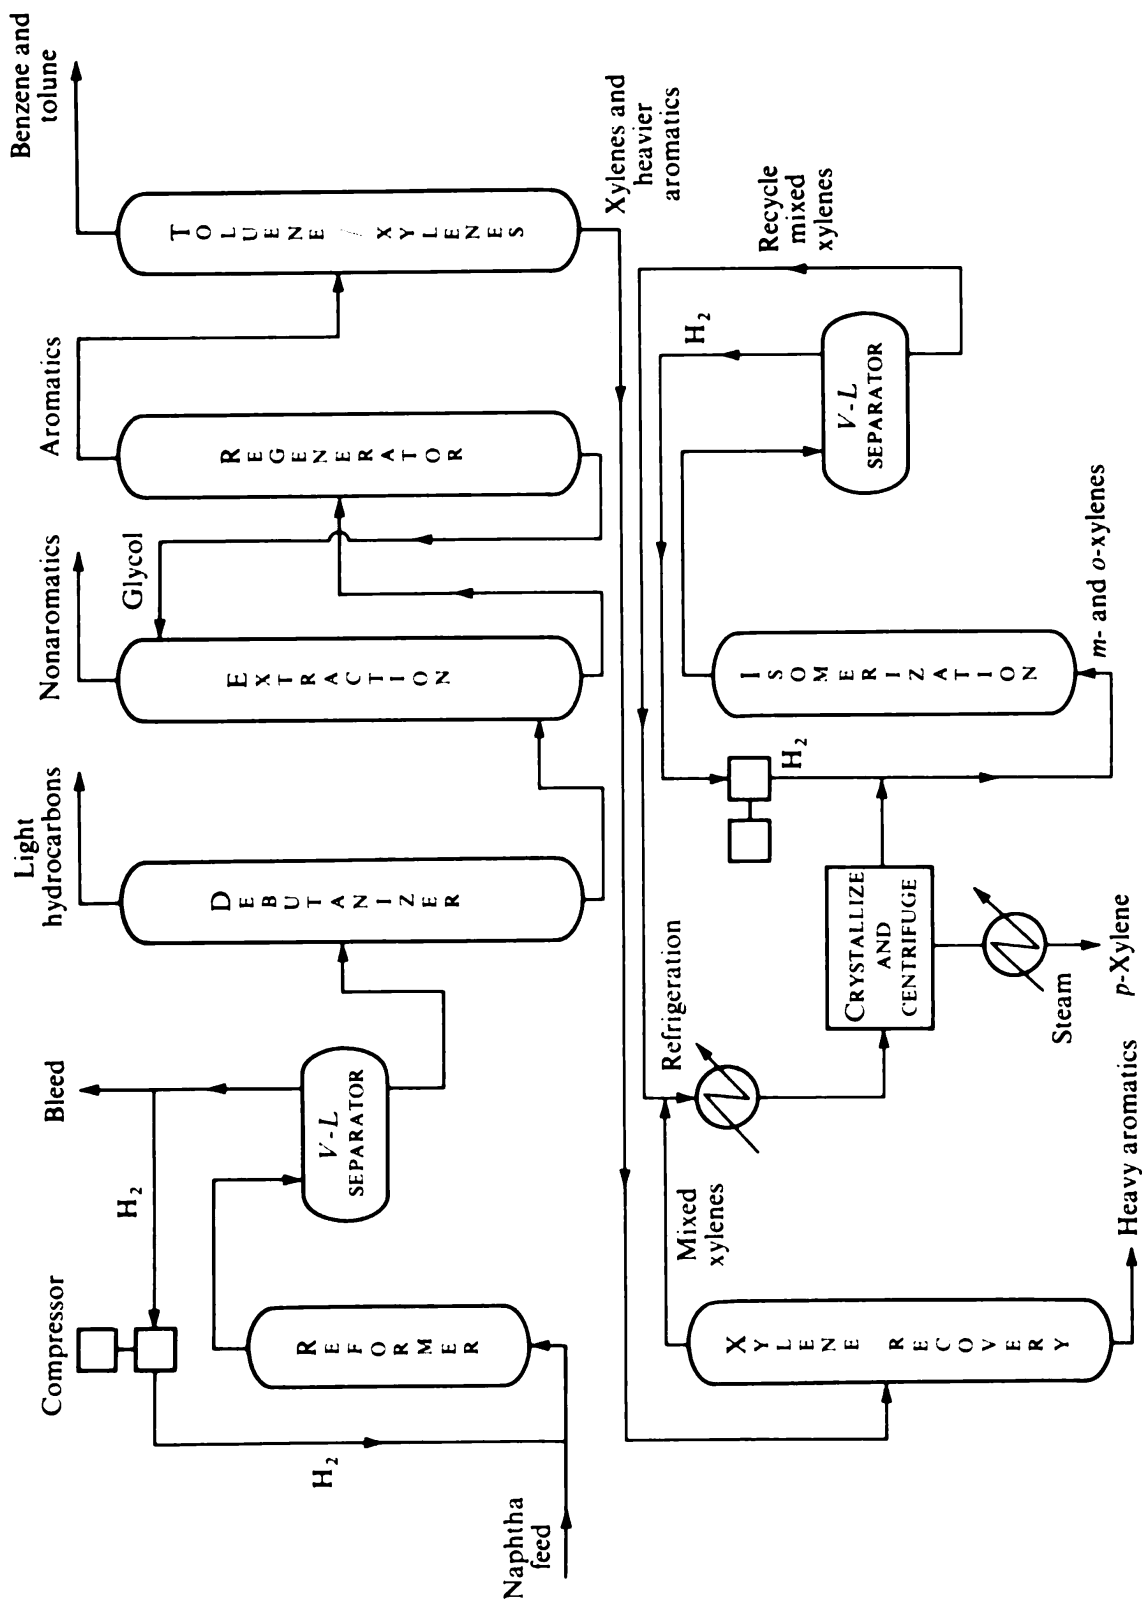 Compressor
H2
Bleed
Light
hydrocarbons
Nonaromatics
Aromatics
Benzene and
tolune
Glycol
H2
REFORMER
V-L
SEPARATOR
DEBUTANIZER
EXTRACTION
REGENERATOR
TOLUENE / XYLENES
Naphtha
feed
Xylenes and
heavier
aromatics
Mixed
xylenes
Refrigeration
H2
H2
Recycle
mixed
xylenes
XYLENE RECOVERY
CRYSTALLIZE
AND
CENTRIFUGE
ISOMERIZATION
V-L
SEPARATOR
Steam
m- and o-xylenes
Heavy aromatics
p-Xylene